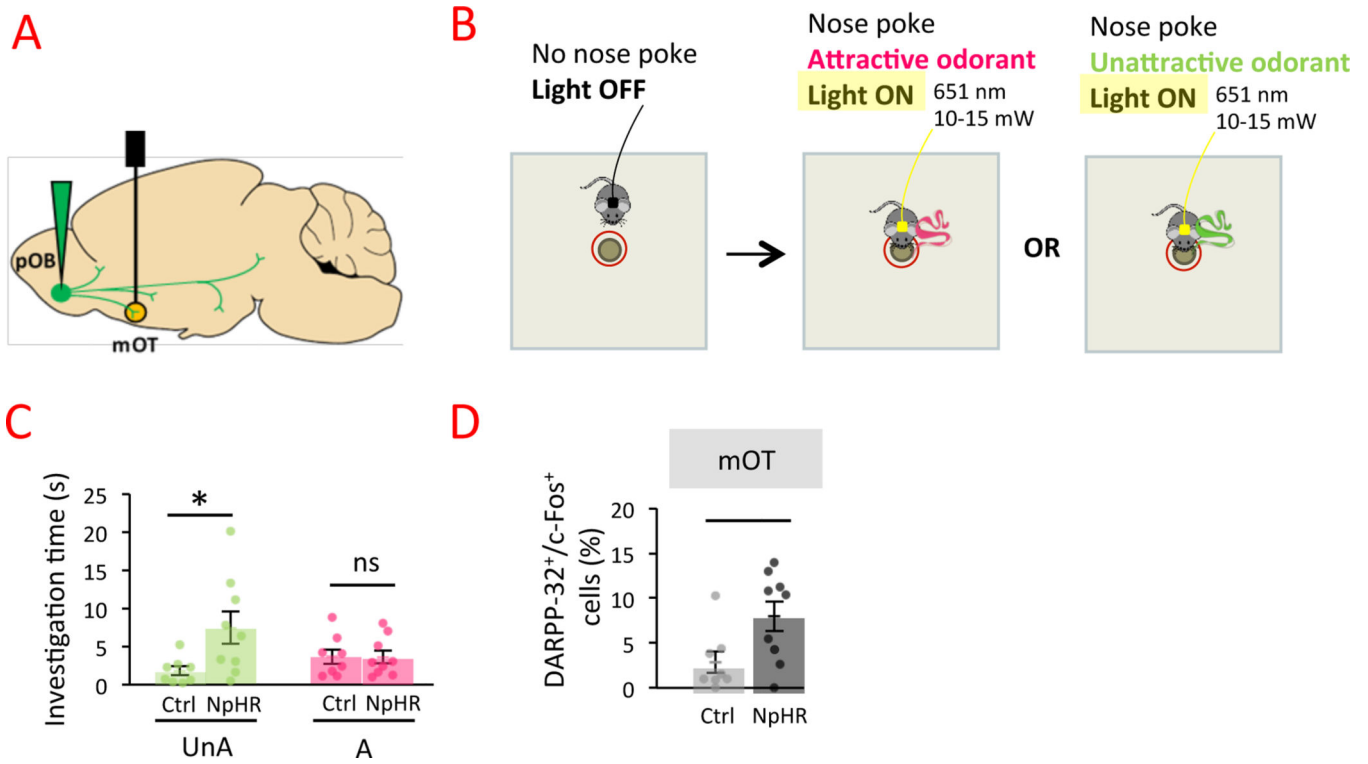 A
pOB
mOT
B
No nose poke
Light OFF
Nose poke
Attractive odorant
Light ON
651 nm
10-15 mW
OR
Nose poke
Unattractive odorant
Light ON
651 nm
10-15 mW
C
Investigation time (s)
25
20
15
10
5
0
*
ns
Ctrl NpHR
Ctrl NpHR
UnA
A
D
mOT
DARPP-32⁺/c-Fos⁺
cells (%)
20
15
10
5
0
Ctrl NpHR